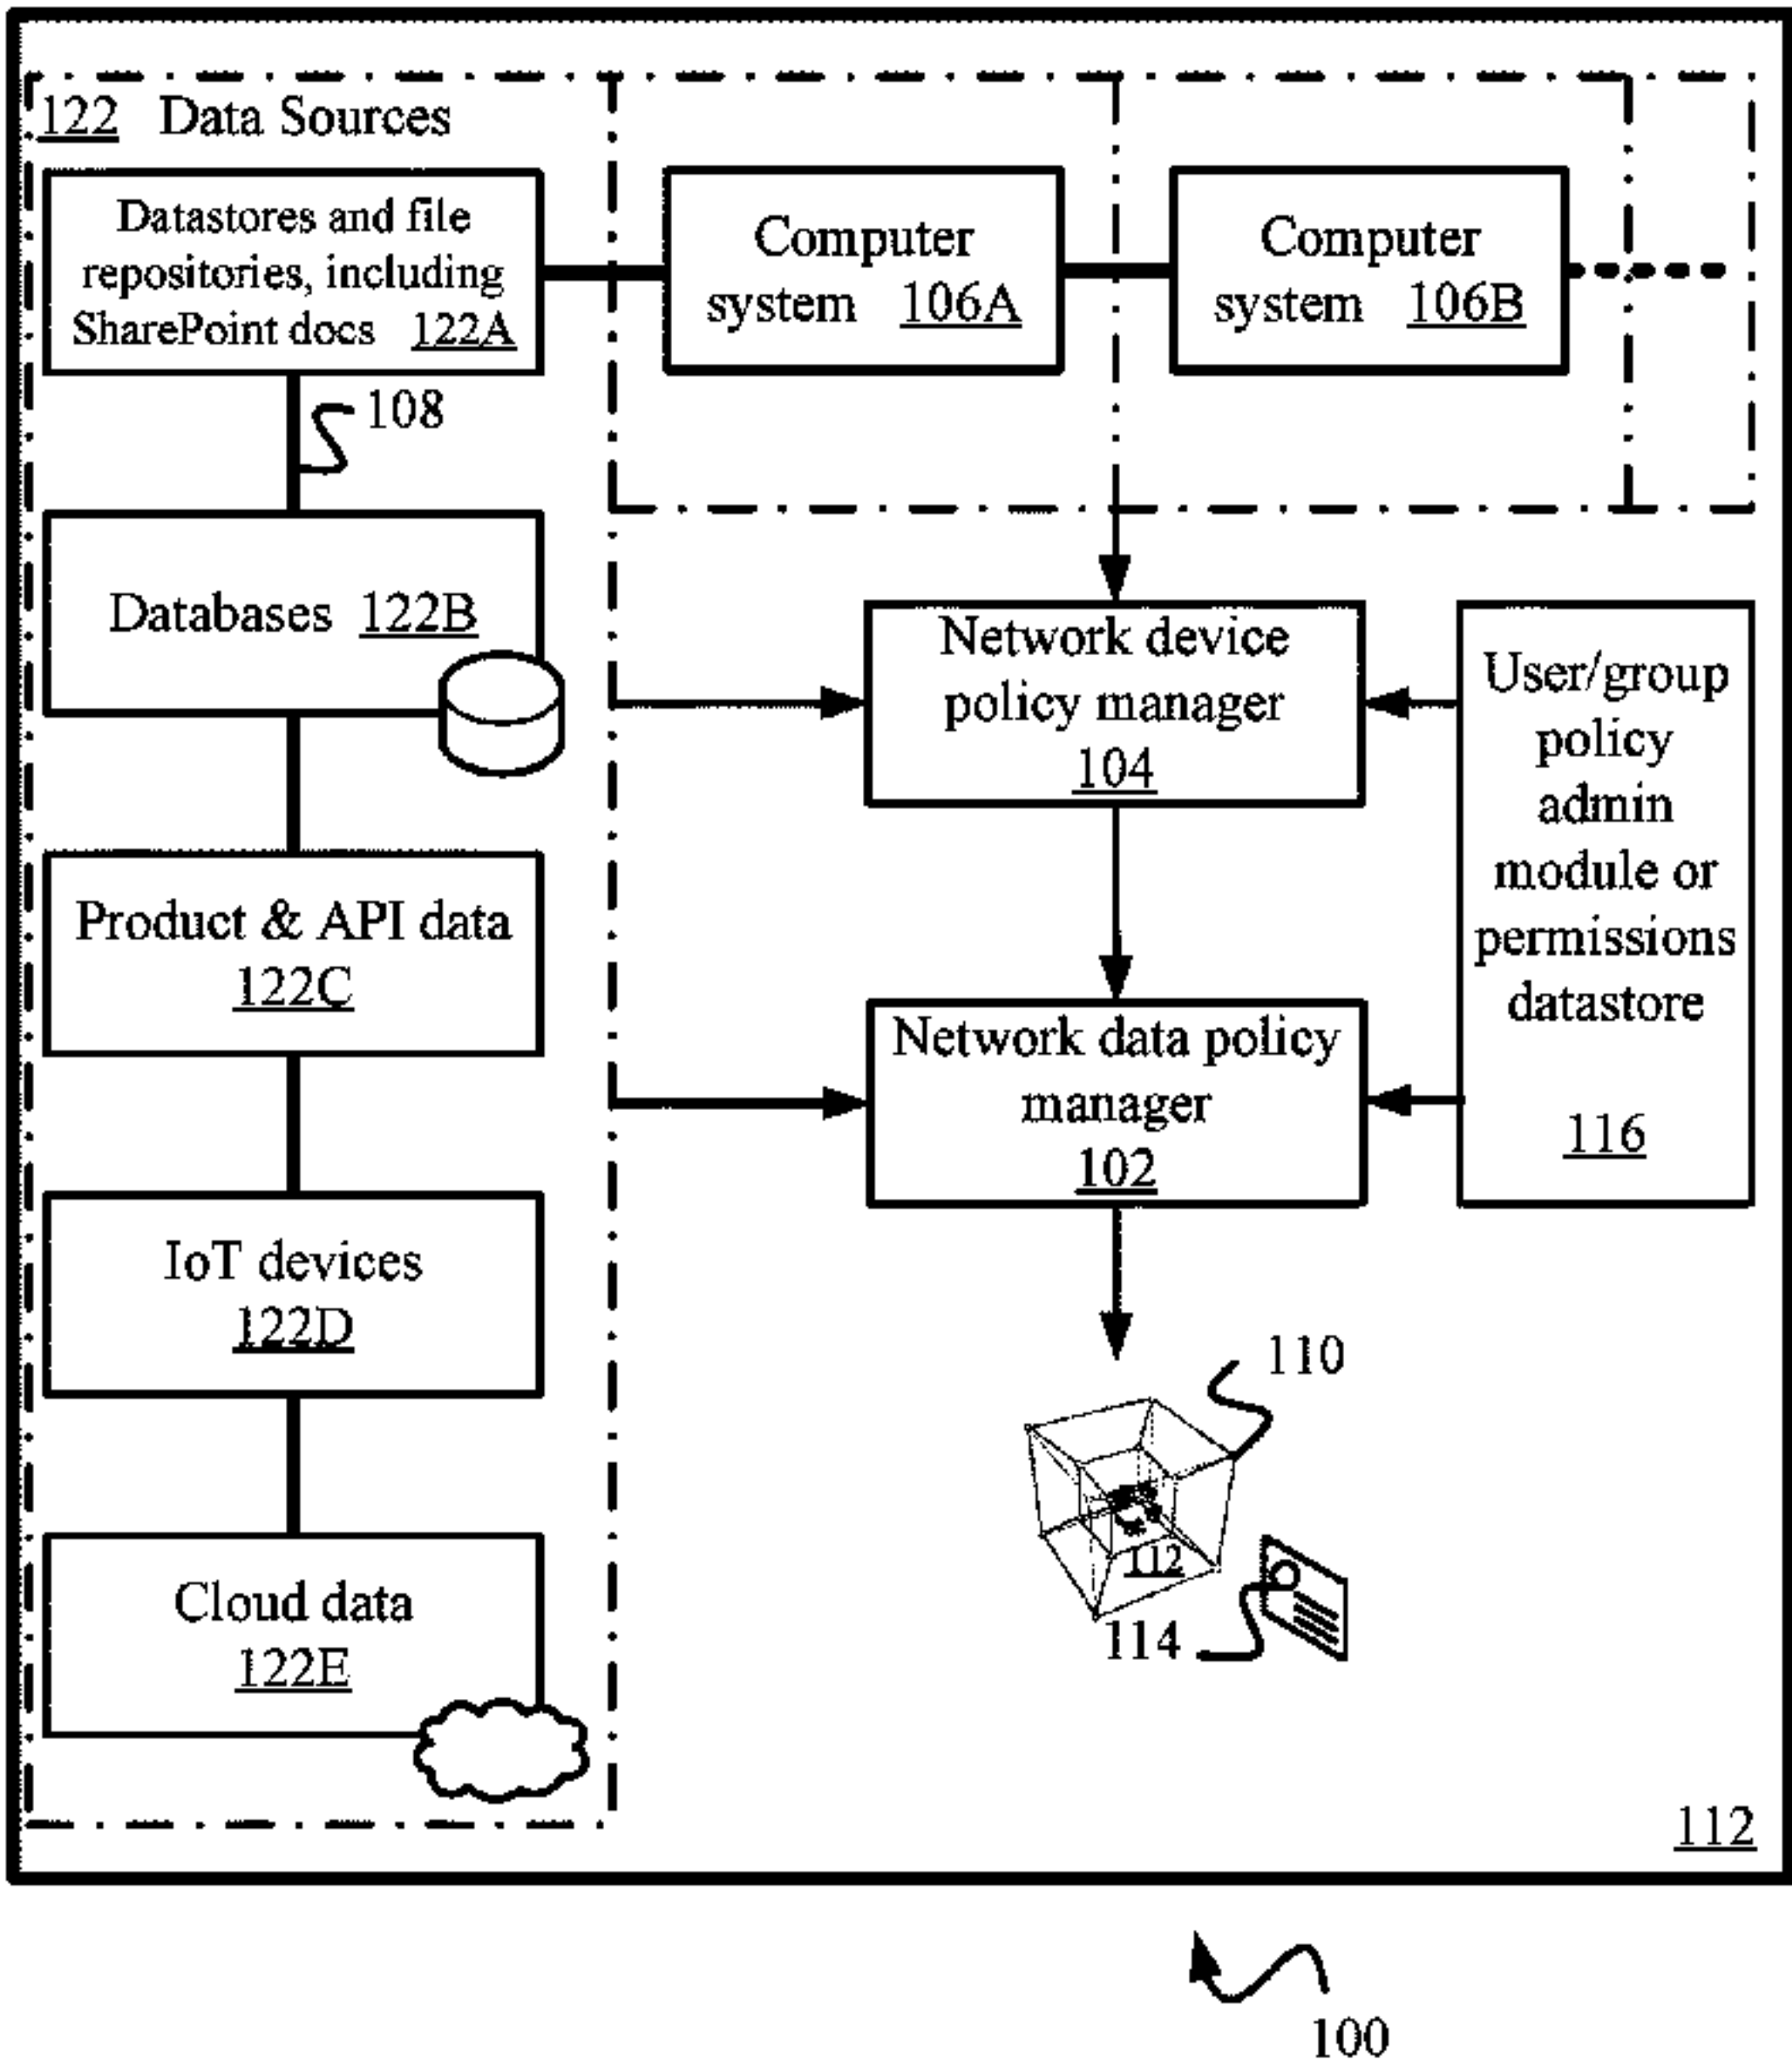 122 Data Sources
Datastores and file
repositories, including
SharePoint docs 122A
Computer
system 106A
Computer
system 106B
108
Databases 122B
Network device
policy manager
104
User/group
policy
admin
module or
permissions
datastore
116
Product & API data
122C
Network data policy
manager
102
IoT devices
122D
110
112
114
Cloud data
122E
112
100